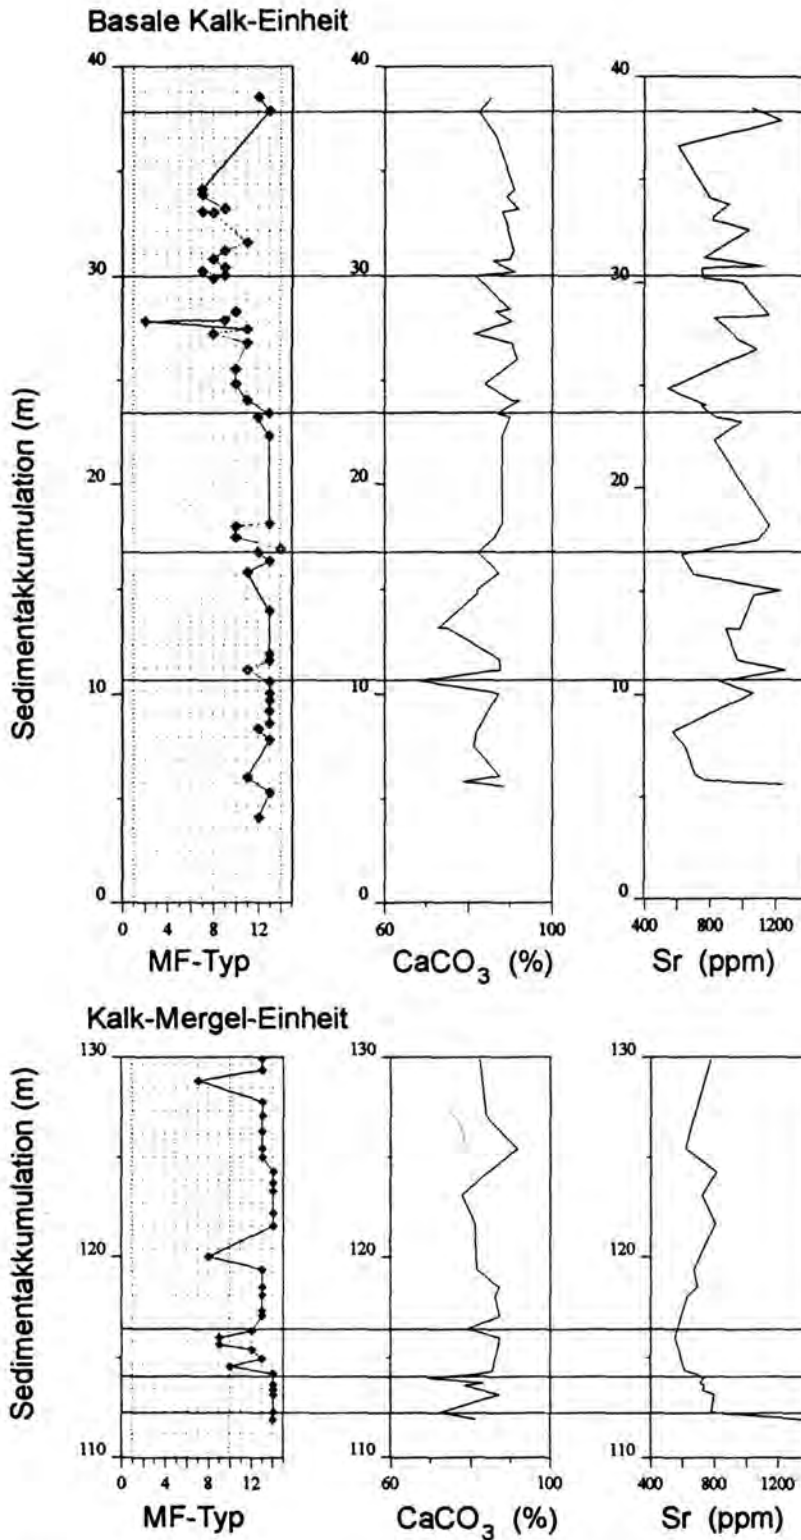 Basale Kalk-Einheit
Sedimentakkumulation (m)
40
30
20
10
0
0 4 8 12
MF-Typ
40
30
20
10
0
60 80 100
CaCO3 (%)
40
30
20
10
0
400 800 1200
Sr (ppm)
Kalk-Mergel-Einheit
Sedimentakkumulation (m)
130
120
110
0 4 8 12
MF-Typ
130
120
110
60 80 100
CaCO3 (%)
130
120
110
400 800 1200
Sr (ppm)